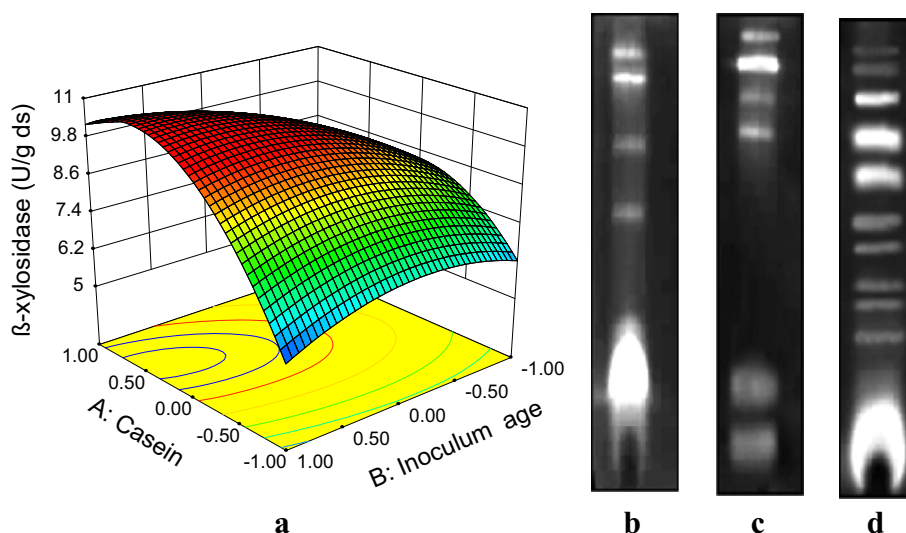 ß-xylosidase (U/g ds)
11
9.8
8.6
7.4
6.2
5
1.00
0.50
0.00
-0.50
-1.00
A: Casein
1.00
0.50
0.00
-0.50
-1.00
B: Inoculum age
a
b
c
d